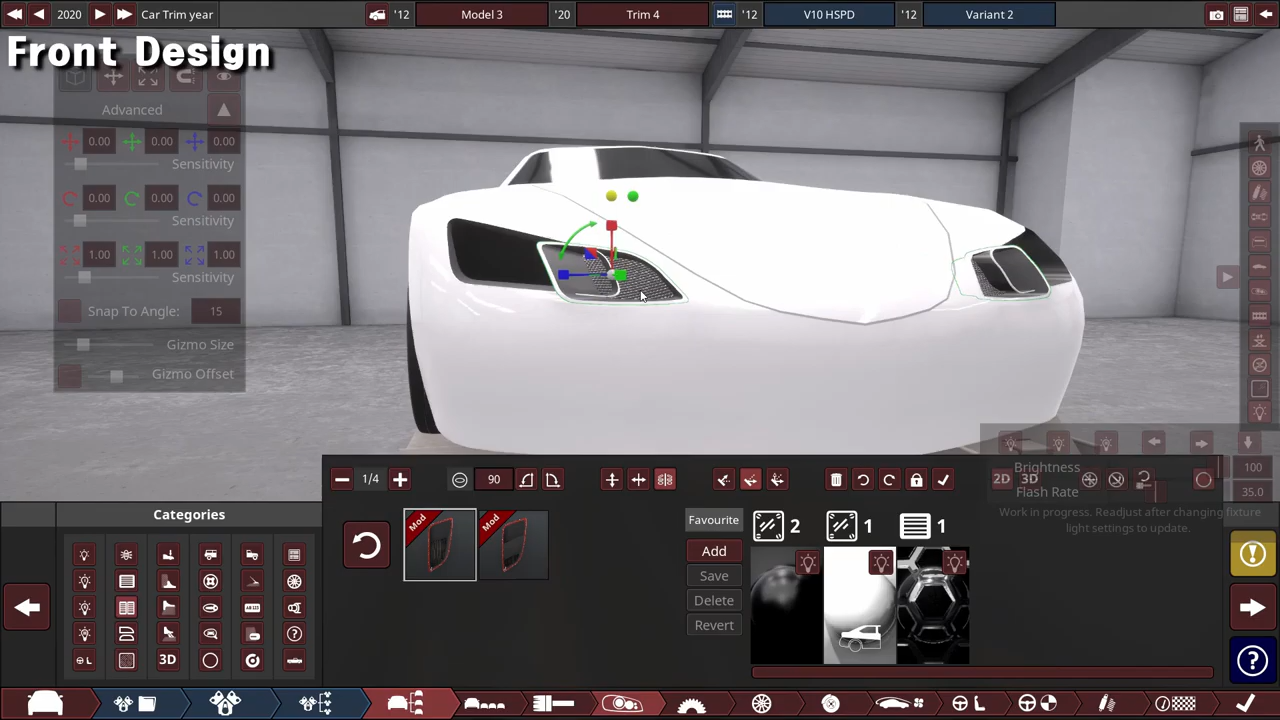 2020 Car Trim year '12 Model 3 '20 Trim 4 '12 V10 HSPD '12 Variant 2
Front Design
Advanced
0.00 0.00 0.00
Sensitivity
0.00 0.00 0.00
Sensitivity
1.00 1.00 1.00
Sensitivity
Snap To Angle: 15
Gizmo Size
Gizmo Offset
1/4 90
2D 3D
Brightness 100
Flash Rate 35.0
Work in progress. Readjust after changing fixture
light settings to update.
Categories
L AB 123 ?
3D
Mod Mod
Favourite
Add
Save
Delete
Revert
2 1 1
?